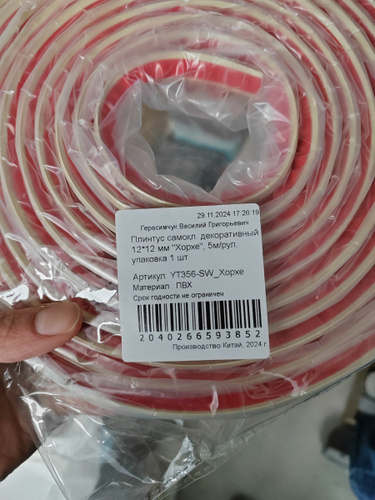 29.11.2024 17:26:19
Герасимчук Василий Григорьевич
Плинтус самокл. декоративный
12*12 мм "Хорхе", 5м/рул.
упаковка 1 шт
Артикул: YT356-SW_Хорхе
Материал : ПВХ
Срок годности не ограничен
2040266593852
Производство Китай, 2024 г.